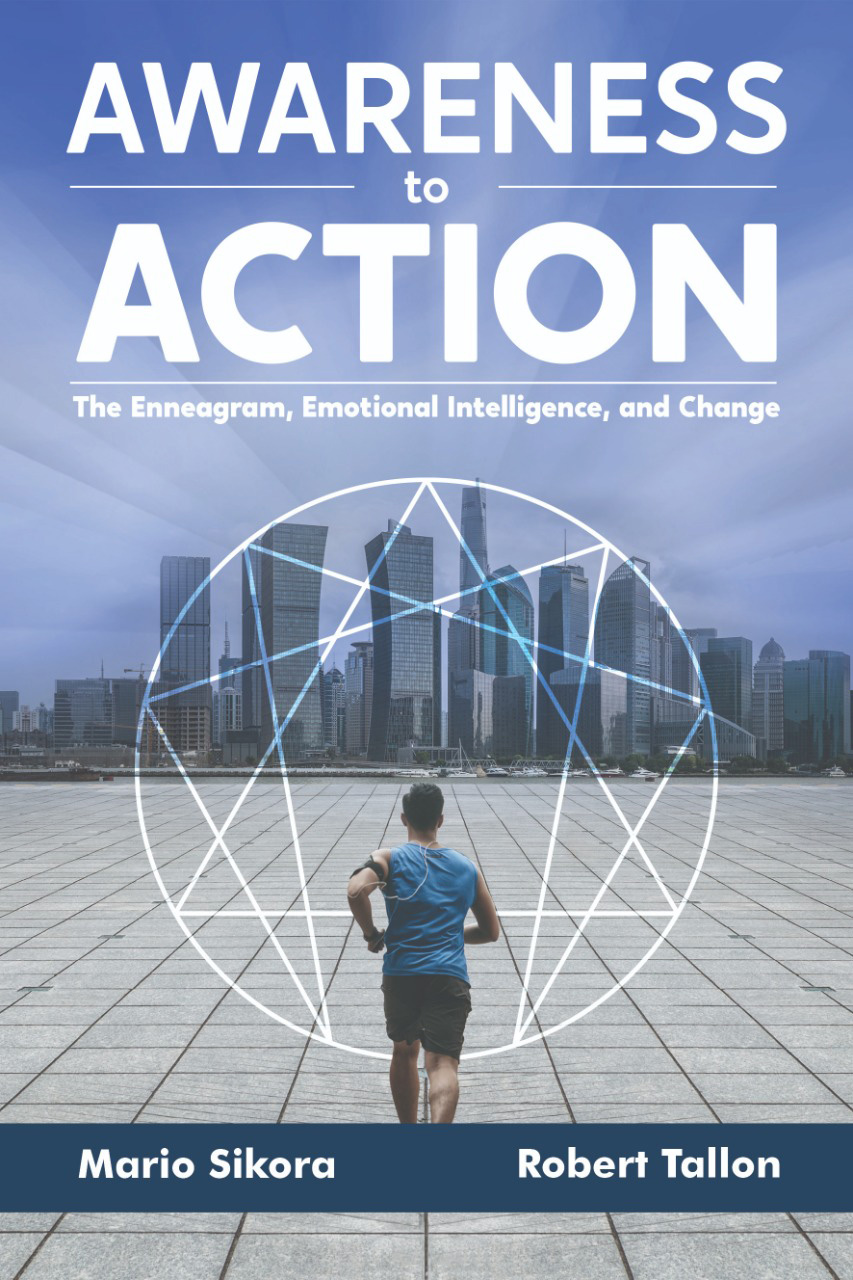 AWARENESS
to
ACTION
The Enneagram, Emotional Intelligence, and Change
Mario Sikora
Robert Tallon